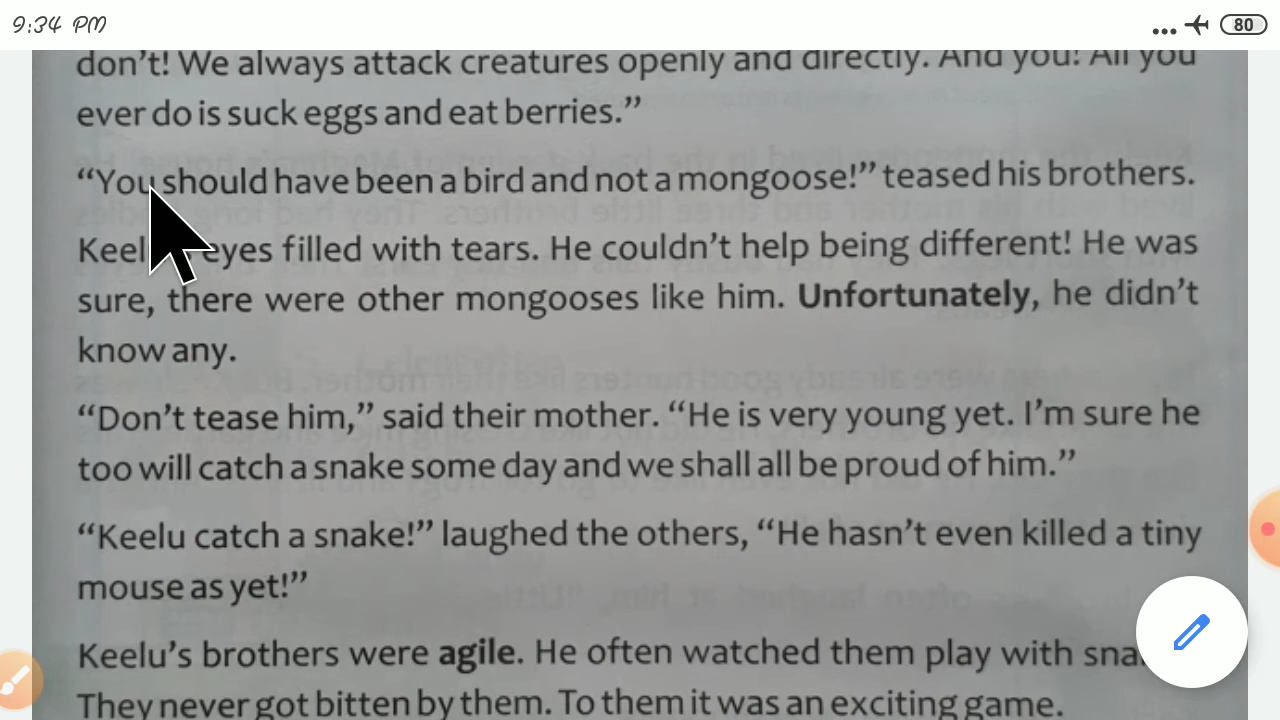 9:34 PM
80
don't! We always attack creatures openly and directly. And you! All you
ever do is suck eggs and eat berries."
"You should have been a bird and not a mongoose!" teased his brothers.
Keel eyes filled with tears. He couldn't help being different! He was
sure, there were other mongooses like him. Unfortunately, he didn't
know any.
"Don't tease him," said their mother. "He is very young yet. I'm sure he
too will catch a snake some day and we shall all be proud of him."
"Keelu catch a snake!" laughed the others, "He hasn't even killed a tiny
mouse as yet!"
Keelu's brothers were agile. He often watched them play with sna
They never got bitten by them. To them it was an exciting game.